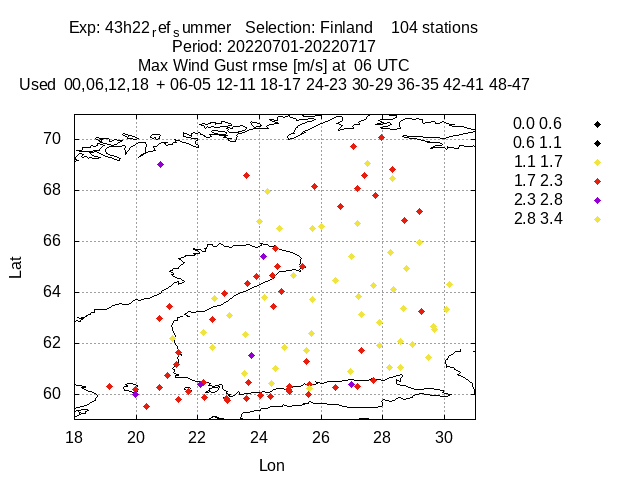 Exp: 43h22refsummer   Selection: Finland    104 stations
Period: 20220701-20220717
Max Wind Gust rmse [m/s] at  06 UTC
Used  00,06,12,18  + 06-05 12-11 18-17 24-23 30-29 36-35 42-41 48-47
0.0 0.6
0.6 1.1
1.1 1.7
1.7 2.3
2.3 2.8
2.8 3.4
70
68
66
64
62
60
Lat
18 20 22 24 26 28 30
Lon